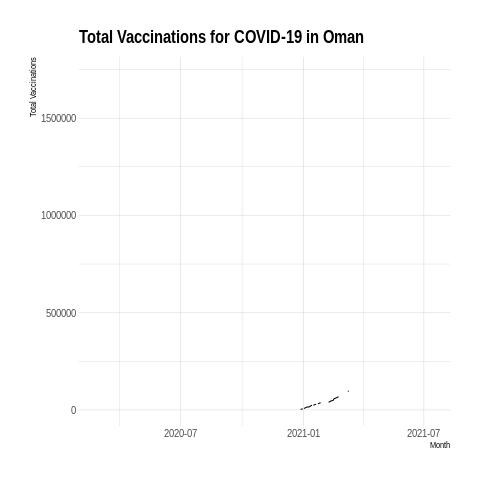 Total Vaccinations for COVID-19 in Oman
Total Vaccinations
1500000
1000000
500000
0
2020-07 2021-01 2021-07
Month